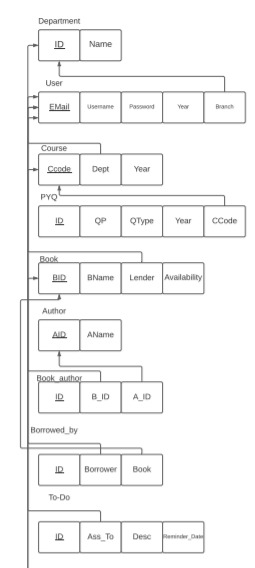 Department
ID Name
User
EMail Username Password Year Branch
Course
Ccode Dept Year
PYQ
ID QP QType Year CCode
Book
BID BName Lender Availability
Author
AID AName
Book_author
ID B_ID A_ID
Borrowed_by
ID Borrower Book
To-Do
ID Ass_To Desc Reminder_Date